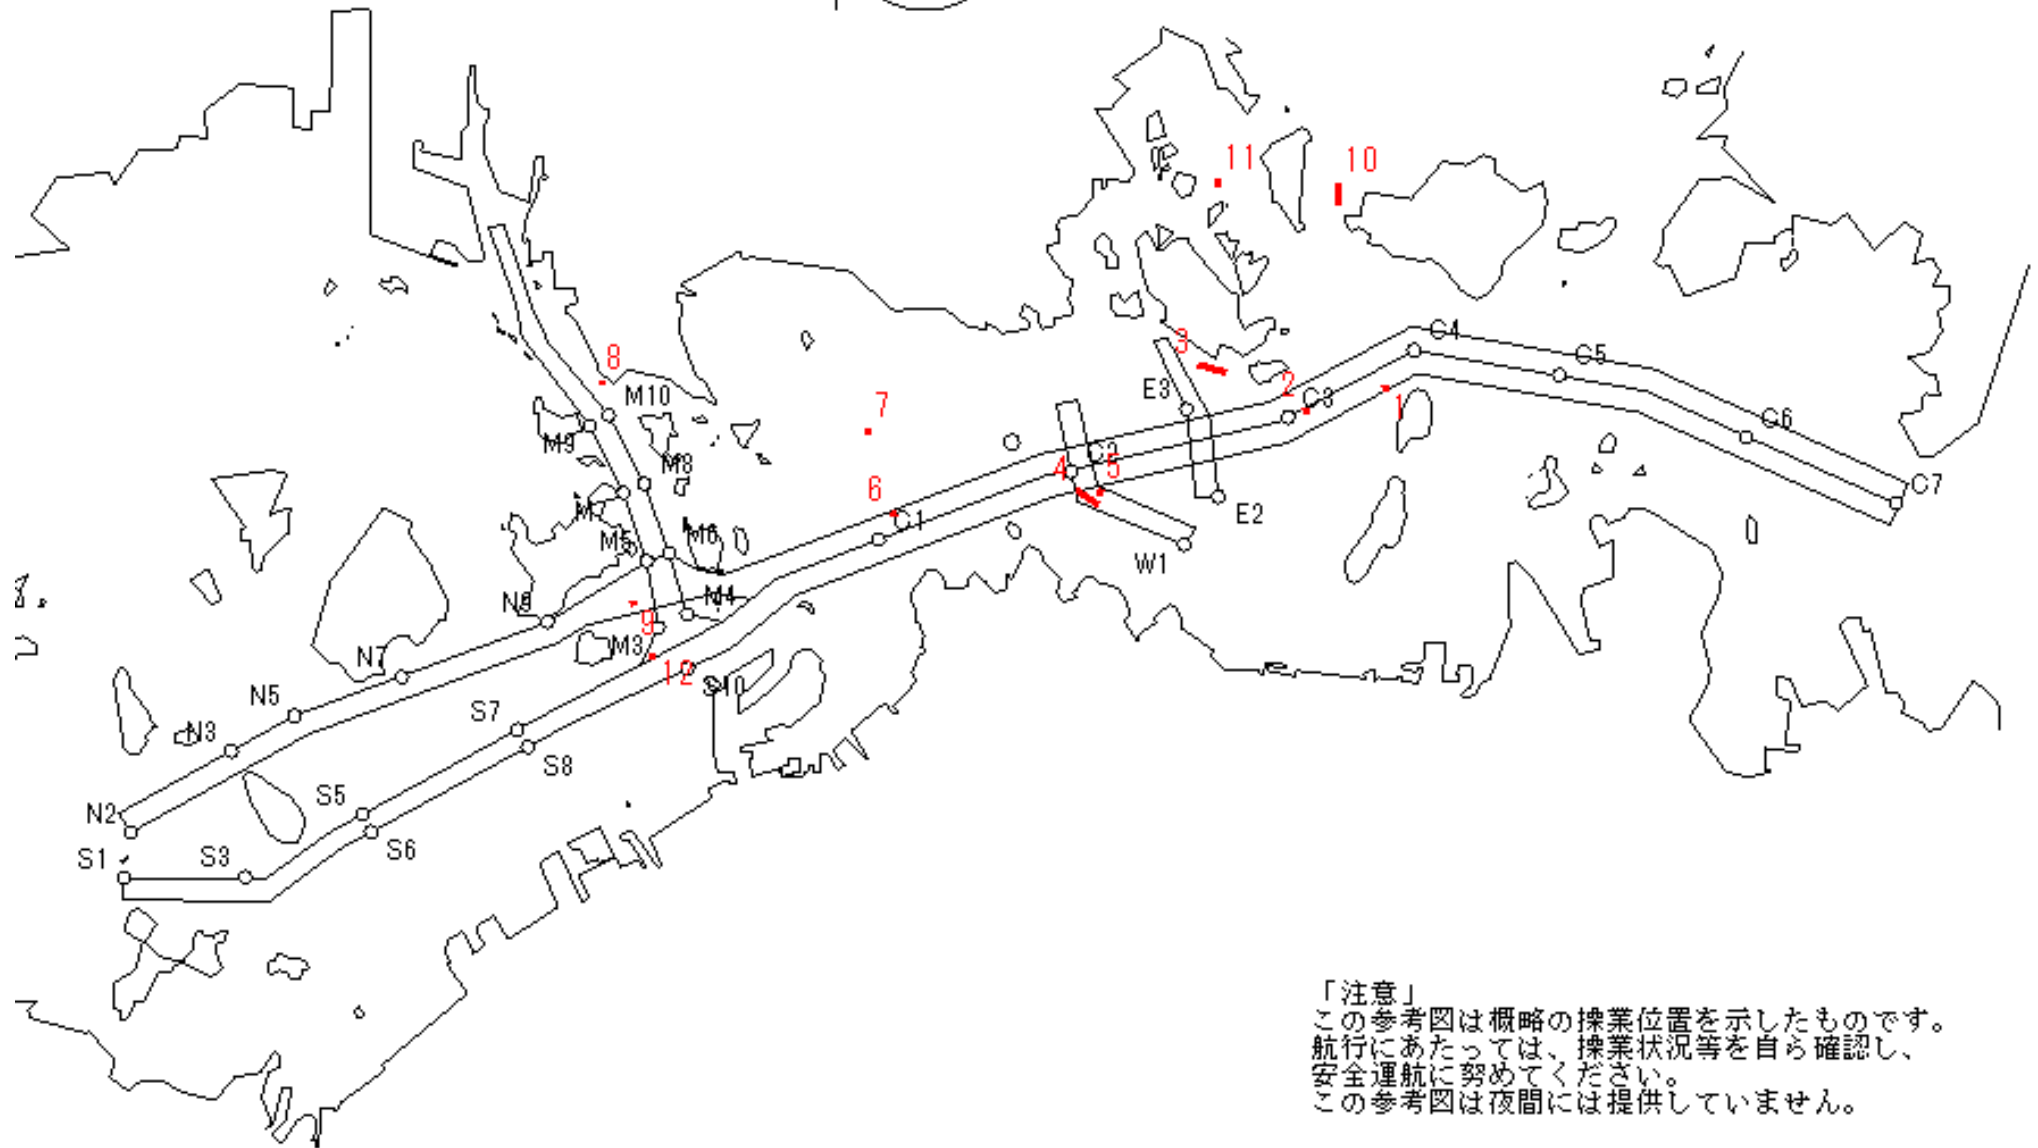 11
10
C4
3
C5
8
E3
2
C3
M10
1
7
C6
M9
C2
M8
4
5
C7
6
M7
E2
C1
M5
M6
W1
N9
M4
9
M3
N7
12
S10
N5
S7
N3
S8
S5
N2
S6
S1
S3
「注意」
この参考図は概略の操業位置を示したものです。
航行にあたっては、操業状況等を自ら確認し、
安全運航に努めてください。
この参考図は夜間には提供していません。